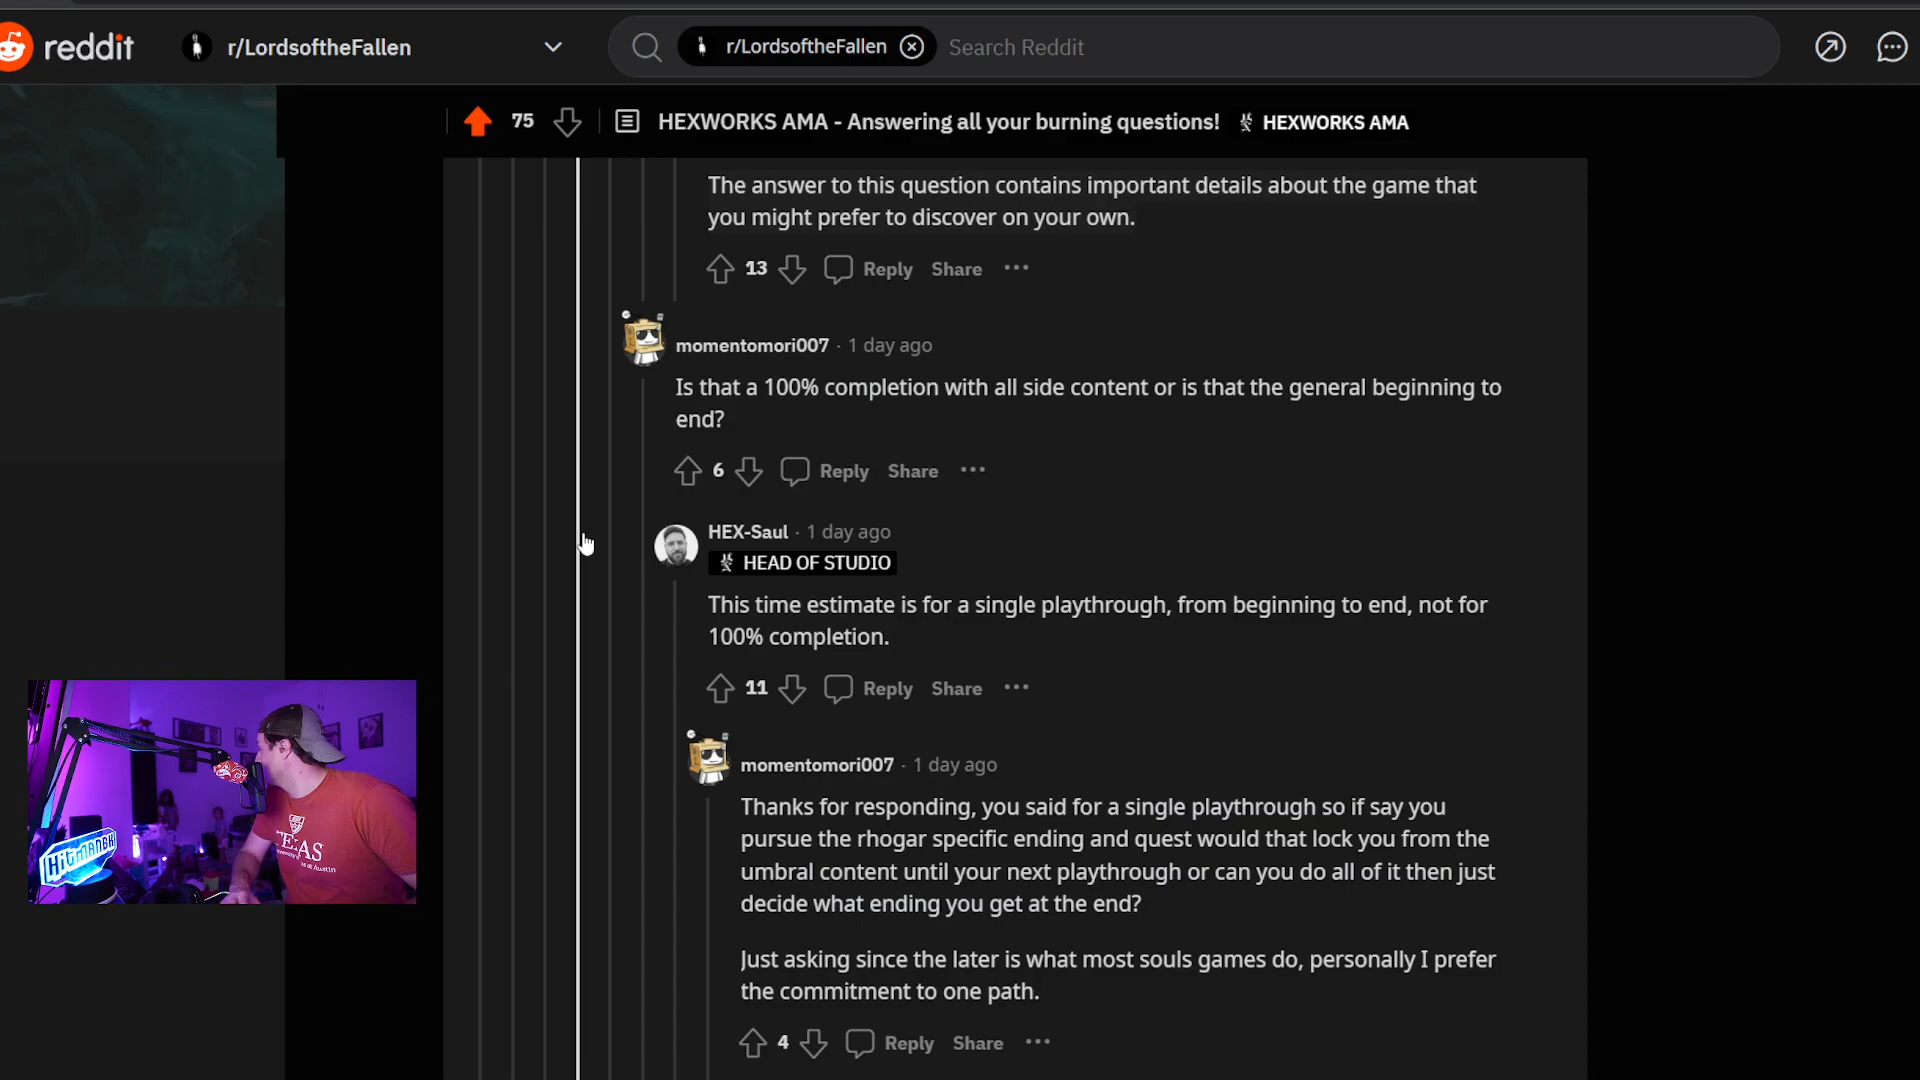 reddit
r/LordsoftheFallen
r/LordsoftheFallen
Search Reddit
75
HEXWORKS AMA - Answering all your burning questions!
HEXWORKS AMA
The answer to this question contains important details about the game that
you might prefer to discover on your own.
13
Reply
Share
momentomori007 · 1 day ago
Is that a 100% completion with all side content or is that the general beginning to
end?
6
Reply
Share
HEX-Saul · 1 day ago
HEAD OF STUDIO
This time estimate is for a single playthrough, from beginning to end, not for
100% completion.
11
Reply
Share
momentomori007 · 1 day ago
Thanks for responding, you said for a single playthrough so if say you
pursue the rhogar specific ending and quest would that lock you from the
umbral content until your next playthrough or can you do all of it then just
decide what ending you get at the end?
Just asking since the later is what most souls games do, personally I prefer
the commitment to one path.
4
Reply
Share
HitmanBH
TEXAS